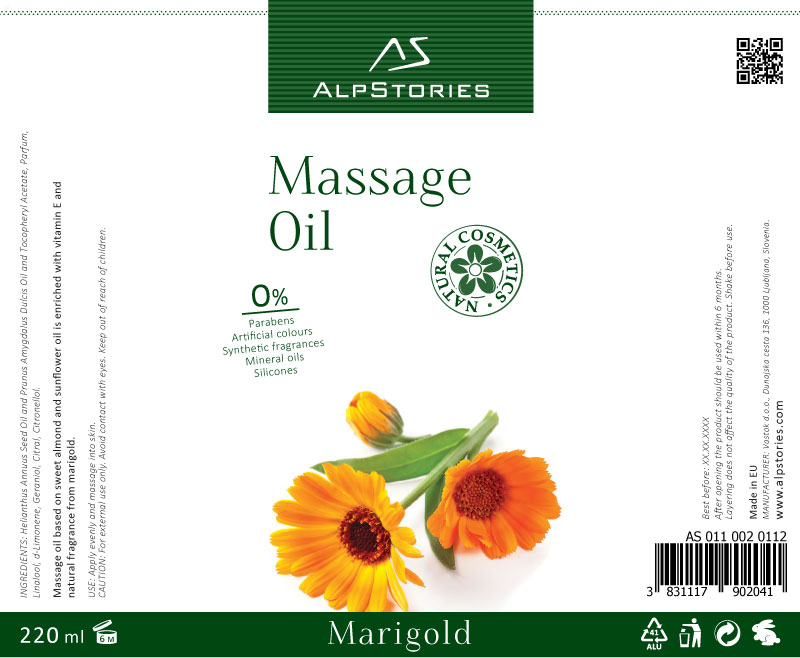 AS
ALPSTORIES
Massage
Oil
NATURAL COSMETICS
0%
Parabens
Artificial colours
Synthetic fragrances
Mineral oils
Silicones
INGREDIENTS: Helianthus Annuus Seed Oil and Prunus Amygdalus Dulcis Oil and Tocopheryl Acetate, Parfum,
Linalool, d-Limonene, Geraniol, Citral, Citronellol.
Massage oil based on sweet almond and sunflower oil is enriched with vitamin E and
natural fragrance from marigold.
USE: Apply evenly and massage into skin.
CAUTION: For external use only. Avoid contact with eyes. Keep out of reach of children.
Best before: XX.XX.XXXX
After opening the product should be used within 6 months.
Layering does not affect the quality of the product. Shake before use.
Made in EU
MANUFACTURER: Vostok d.o.o., Dunajska cesta 136, 1000 Ljubljana, Slovenia.
www.alpstories.com
AS 011 002 0112
3 831117 902041
220 ml
6 M
Marigold
41
ALU